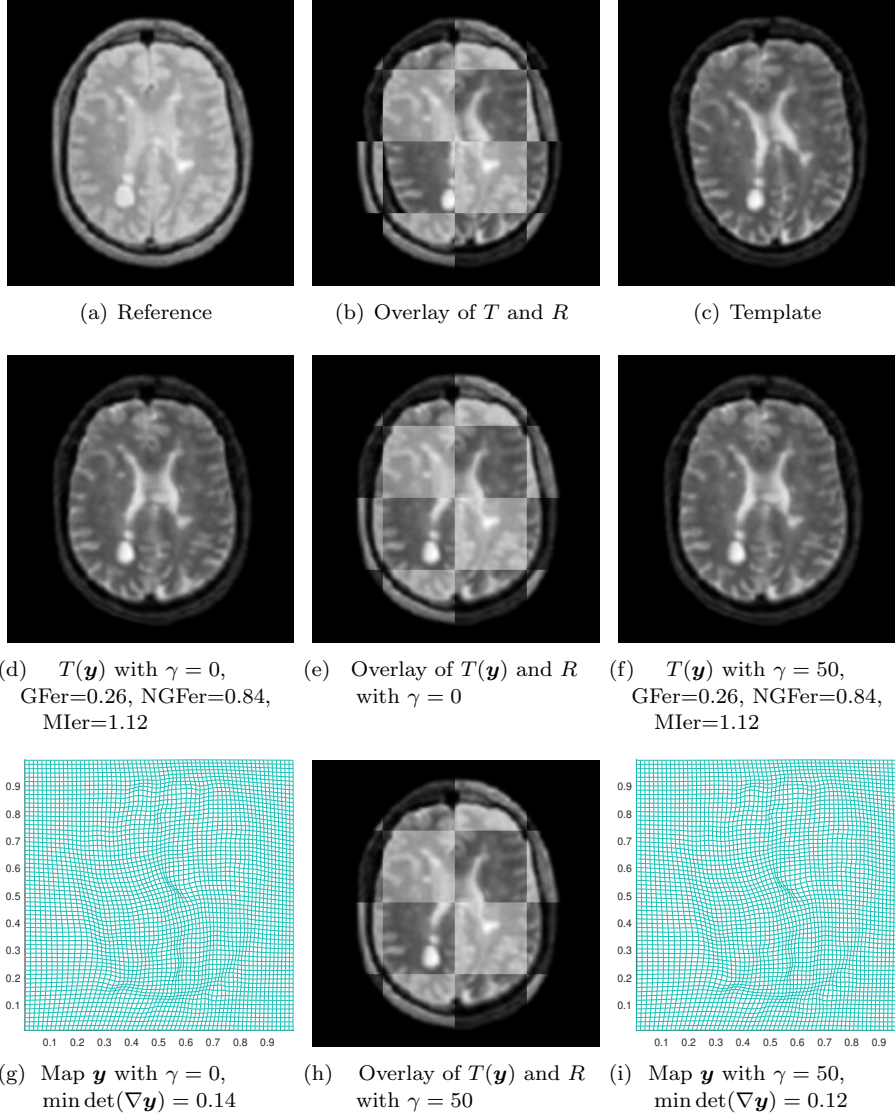 (a) Reference
(b) Overlay of T and R
(c) Template
(d) T(y) with γ = 0,
GFer=0.26, NGFer=0.84,
MIer=1.12
(e) Overlay of T(y) and R
with γ = 0
(f) T(y) with γ = 50,
GFer=0.26, NGFer=0.84,
MIer=1.12
0.9
0.8
0.7
0.6
0.5
0.4
0.3
0.2
0.1
0.1 0.2 0.3 0.4 0.5 0.6 0.7 0.8 0.9
0.9
0.8
0.7
0.6
0.5
0.4
0.3
0.2
0.1
0.1 0.2 0.3 0.4 0.5 0.6 0.7 0.8 0.9
(g) Map y with γ = 0,
min det(∇y) = 0.14
(h) Overlay of T(y) and R
with γ = 50
(i) Map y with γ = 50,
min det(∇y) = 0.12